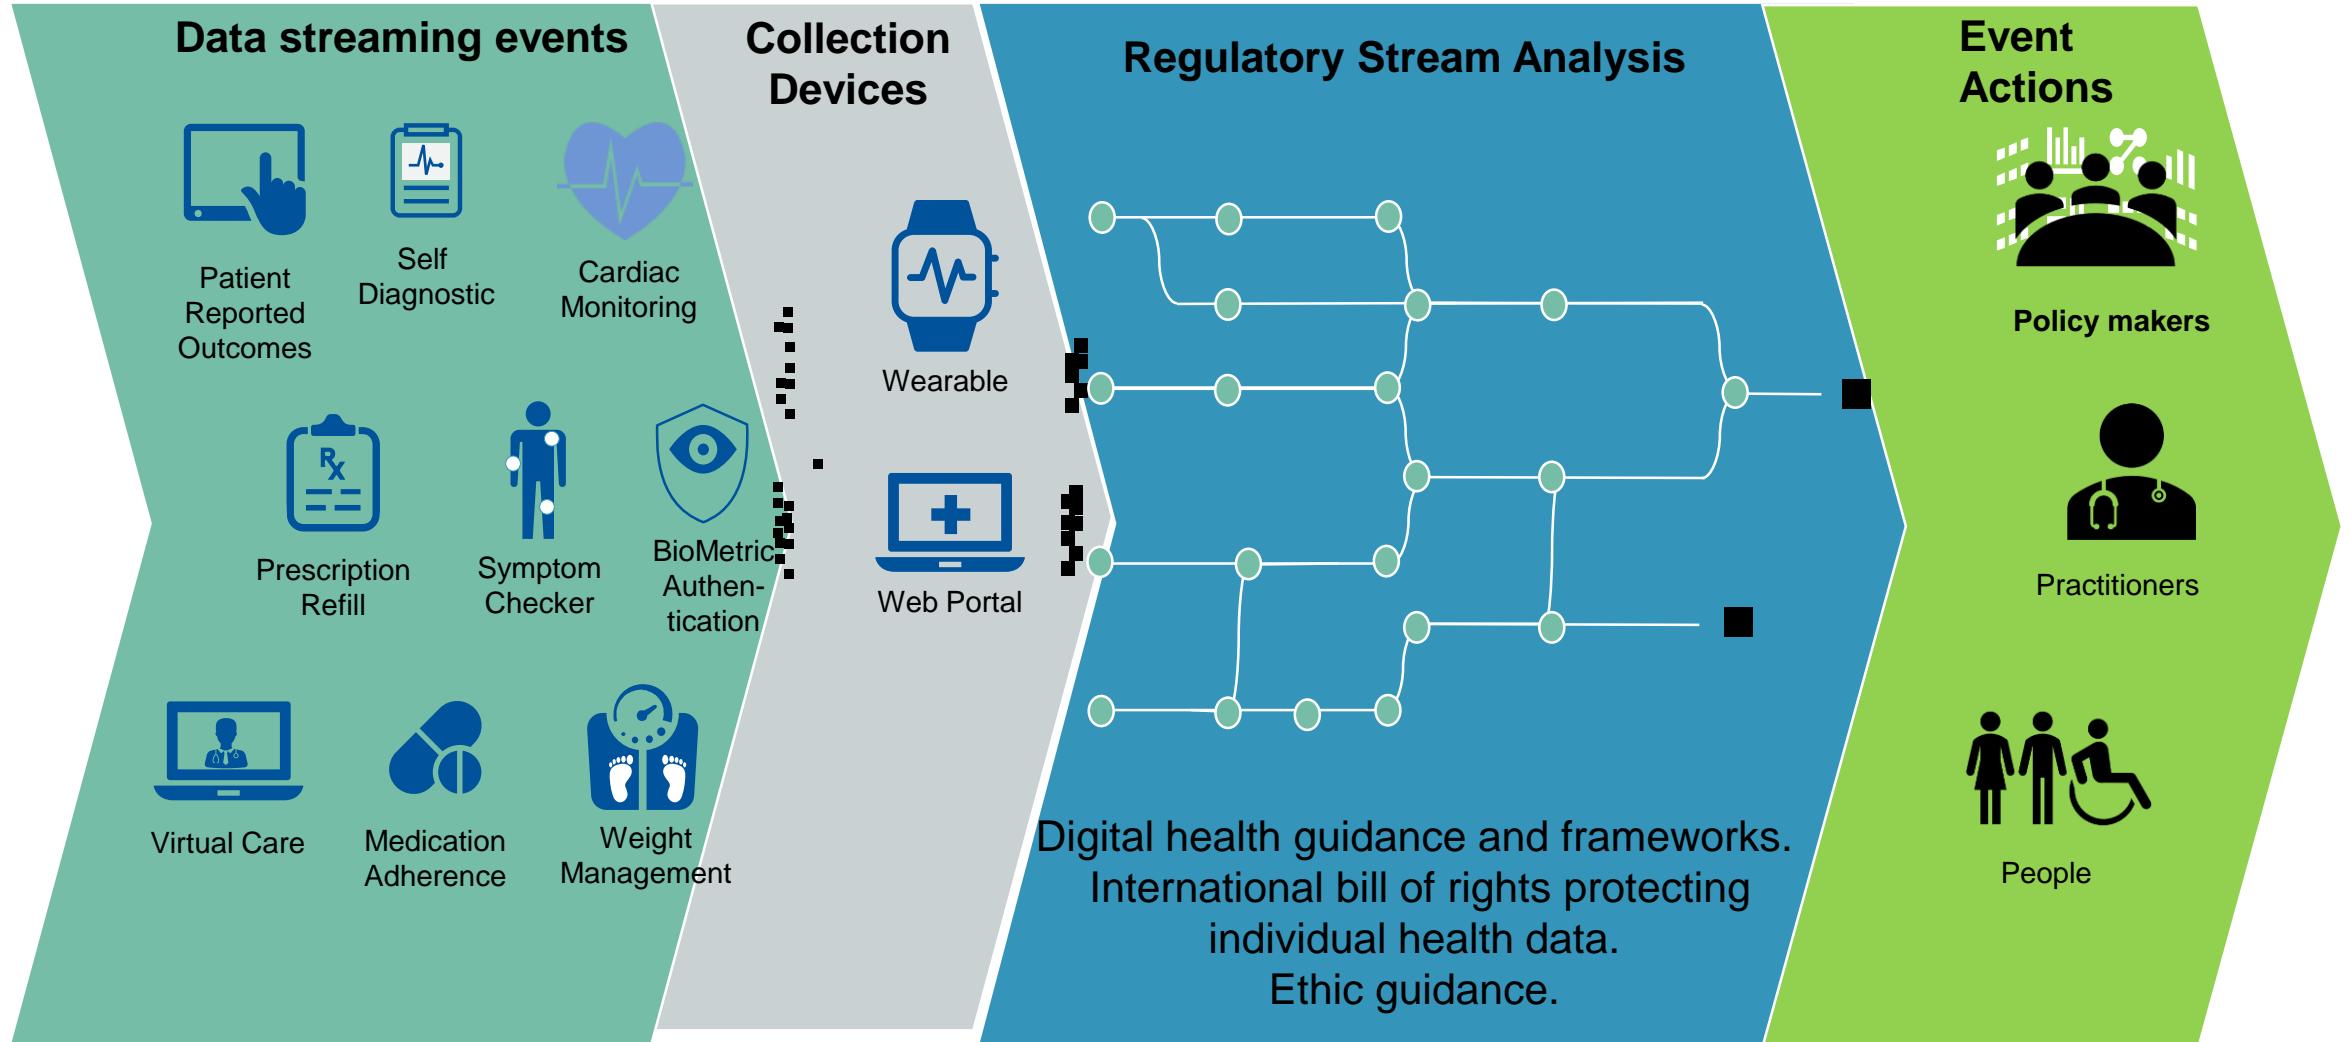 Data streaming events
Patient
Reported
Outcomes
Self
Diagnostic
Cardiac
Monitoring
Rx
Prescription
Refill
Symptom
Checker
BioMetric
Authen-
tication
Virtual Care
Medication
Adherence
Weight
Management
Collection
Devices
Wearable
Web Portal
Regulatory Stream Analysis
Digital health guidance and frameworks.
International bill of rights protecting
individual health data.
Ethic guidance.
Event
Actions
Policy makers
Practitioners
People